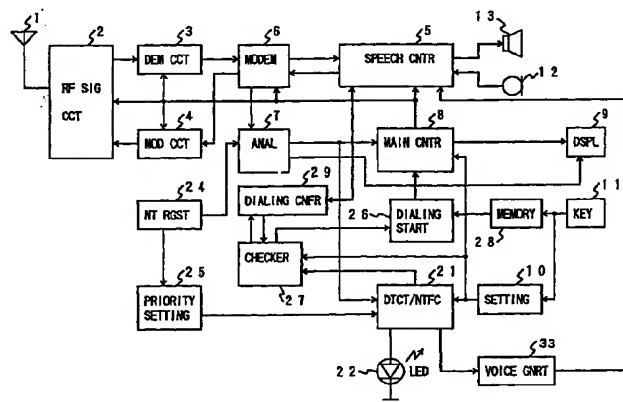 1
2
RF SIG
CCT
3
DEM CCT
6
MODEM
5
SPEECH CNTR
13
12
4
MOD CCT
7
ANAL
8
MAIN CNTR
9
DSPL
24
NT RGST
29
DIALING CNFR
26
DIALING
START
28
MEMORY
11
KEY
25
PRIORITY
SETTING
CHECKER
27
21
DTCT/NTFC
10
SETTING
22
LED
33
VOICE GNRT